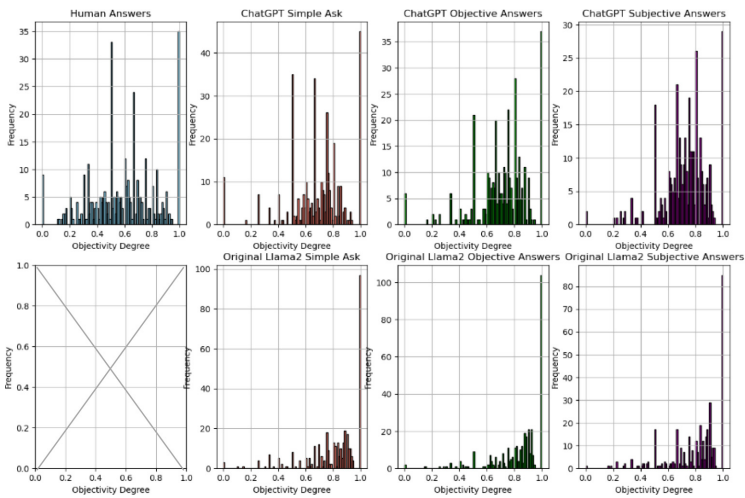 Human Answers
ChatGPT Simple Ask
ChatGPT Objective Answers
ChatGPT Subjective Answers
Frequency
35
30
25
20
15
10
5
0
0.0 0.2 0.4 0.6 0.8 1.0
Objectivity Degree
Frequency
40
30
20
10
0
0.0 0.2 0.4 0.6 0.8 1.0
Objectivity Degree
Frequency
35
30
25
20
15
10
5
0
0.0 0.2 0.4 0.6 0.8 1.0
Objectivity Degree
Frequency
30
25
20
15
10
5
0
0.0 0.2 0.4 0.6 0.8 1.0
Objectivity Degree
Original Llama2 Simple Ask
Original Llama2 Objective Answers
Original Llama2 Subjective Answers
Frequency
1.0
0.8
0.6
0.4
0.2
0.0
0.0 0.2 0.4 0.6 0.8 1.0
Objectivity Degree
Frequency
100
80
60
40
20
0
0.0 0.2 0.4 0.6 0.8 1.0
Objectivity Degree
Frequency
100
80
60
40
20
0
0.0 0.2 0.4 0.6 0.8 1.0
Objectivity Degree
Frequency
80
70
60
50
40
30
20
10
0
0.0 0.2 0.4 0.6 0.8 1.0
Objectivity Degree